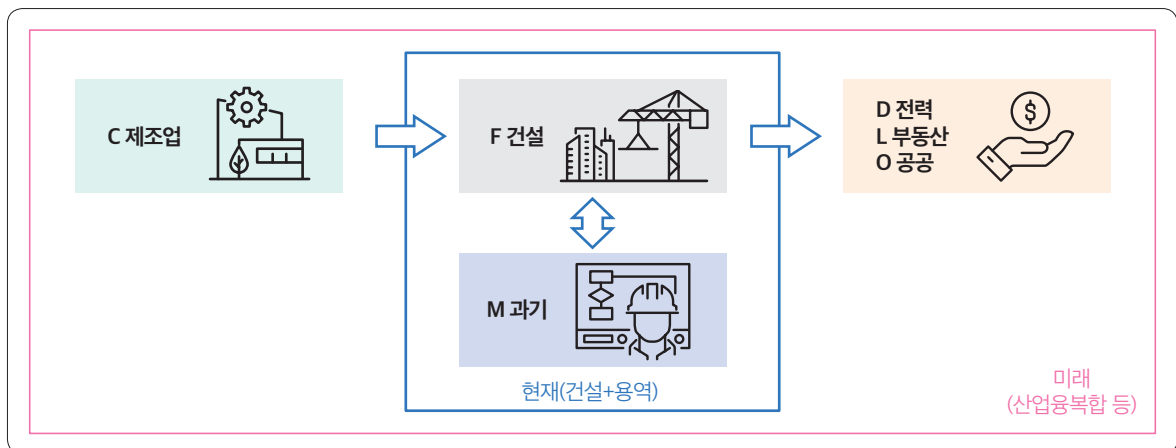 C 제조업
F 건설
D 전력
L 부동산
O 공공
$
M 과기
현재(건설+용역)
미래
(산업융복합 등)